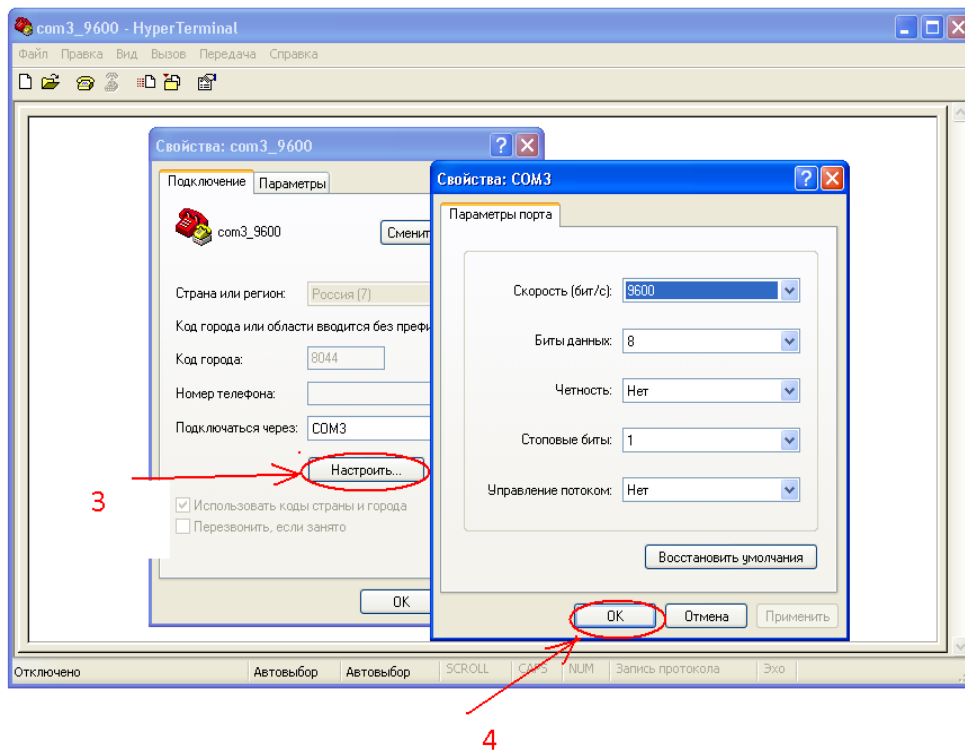 com3_9600 - HyperTerminal
Файл Правка Вид Вызов Передача Справка
Свойства: com3_9600
Подключение Параметры
com3_9600
Сменит
Страна или регион: Россия (7)
Код города или области вводится без префи
Код города: 8044
Номер телефона:
Подключаться через: COM3
Настроить...
Использовать коды страны и города
Перезвонить, если занято
OK
Свойства: COM3
Параметры порта
Скорость (бит/с): 9600
Биты данных: 8
Четность: Нет
Стоповые биты: 1
Управление потоком: Нет
Восстановить умолчания
OK Отмена Применить
3
Отключено Автовыбор Автовыбор SCROLL CAPS NUM Запись протокола Эхо
4